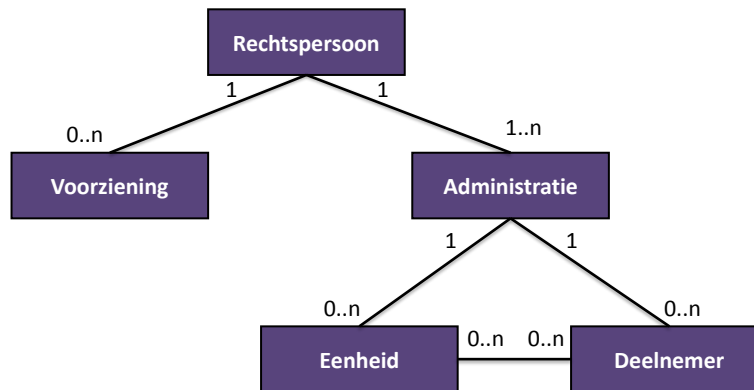 Rechtspersoon
1
1
0..n
1..n
Voorziening
Administratie
1
1
0..n
0..n
Eenheid
0..n
0..n
Deelnemer